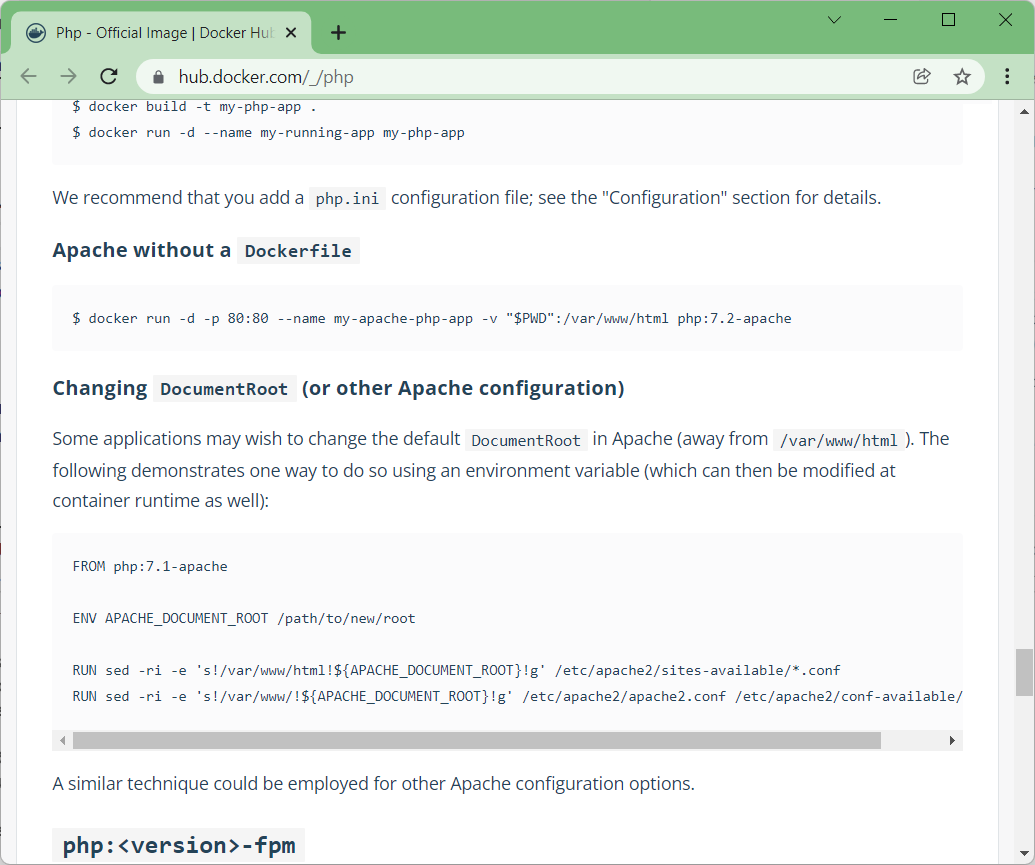 Php - Official Image | Docker Hub
hub.docker.com/_/php
$ docker build -t my-php-app .
$ docker run -d --name my-running-app my-php-app
We recommend that you add a php.ini configuration file; see the "Configuration" section for details.
Apache without a Dockerfile
$ docker run -d -p 80:80 --name my-apache-php-app -v "$PWD":/var/www/html php:7.2-apache
Changing DocumentRoot (or other Apache configuration)
Some applications may wish to change the default DocumentRoot in Apache (away from /var/www/html ). The
following demonstrates one way to do so using an environment variable (which can then be modified at
container runtime as well):
FROM php:7.1-apache
ENV APACHE_DOCUMENT_ROOT /path/to/new/root
RUN sed -ri -e 's!/var/www/html!${APACHE_DOCUMENT_ROOT}!g' /etc/apache2/sites-available/*.conf
RUN sed -ri -e 's!/var/www/!${APACHE_DOCUMENT_ROOT}!g' /etc/apache2/apache2.conf /etc/apache2/conf-available/
A similar technique could be employed for other Apache configuration options.
php:<version>-fpm